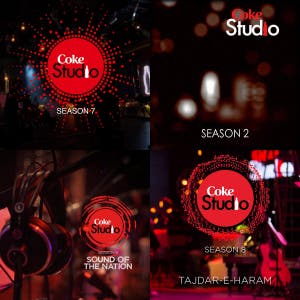 Coke
Studio
SEASON 7
Coke
Studio
SEASON 2
Coke
Studio
SOUND OF
THE NATION
Coke
Studio
SEASON 8
TAJDAR-E-HARAM